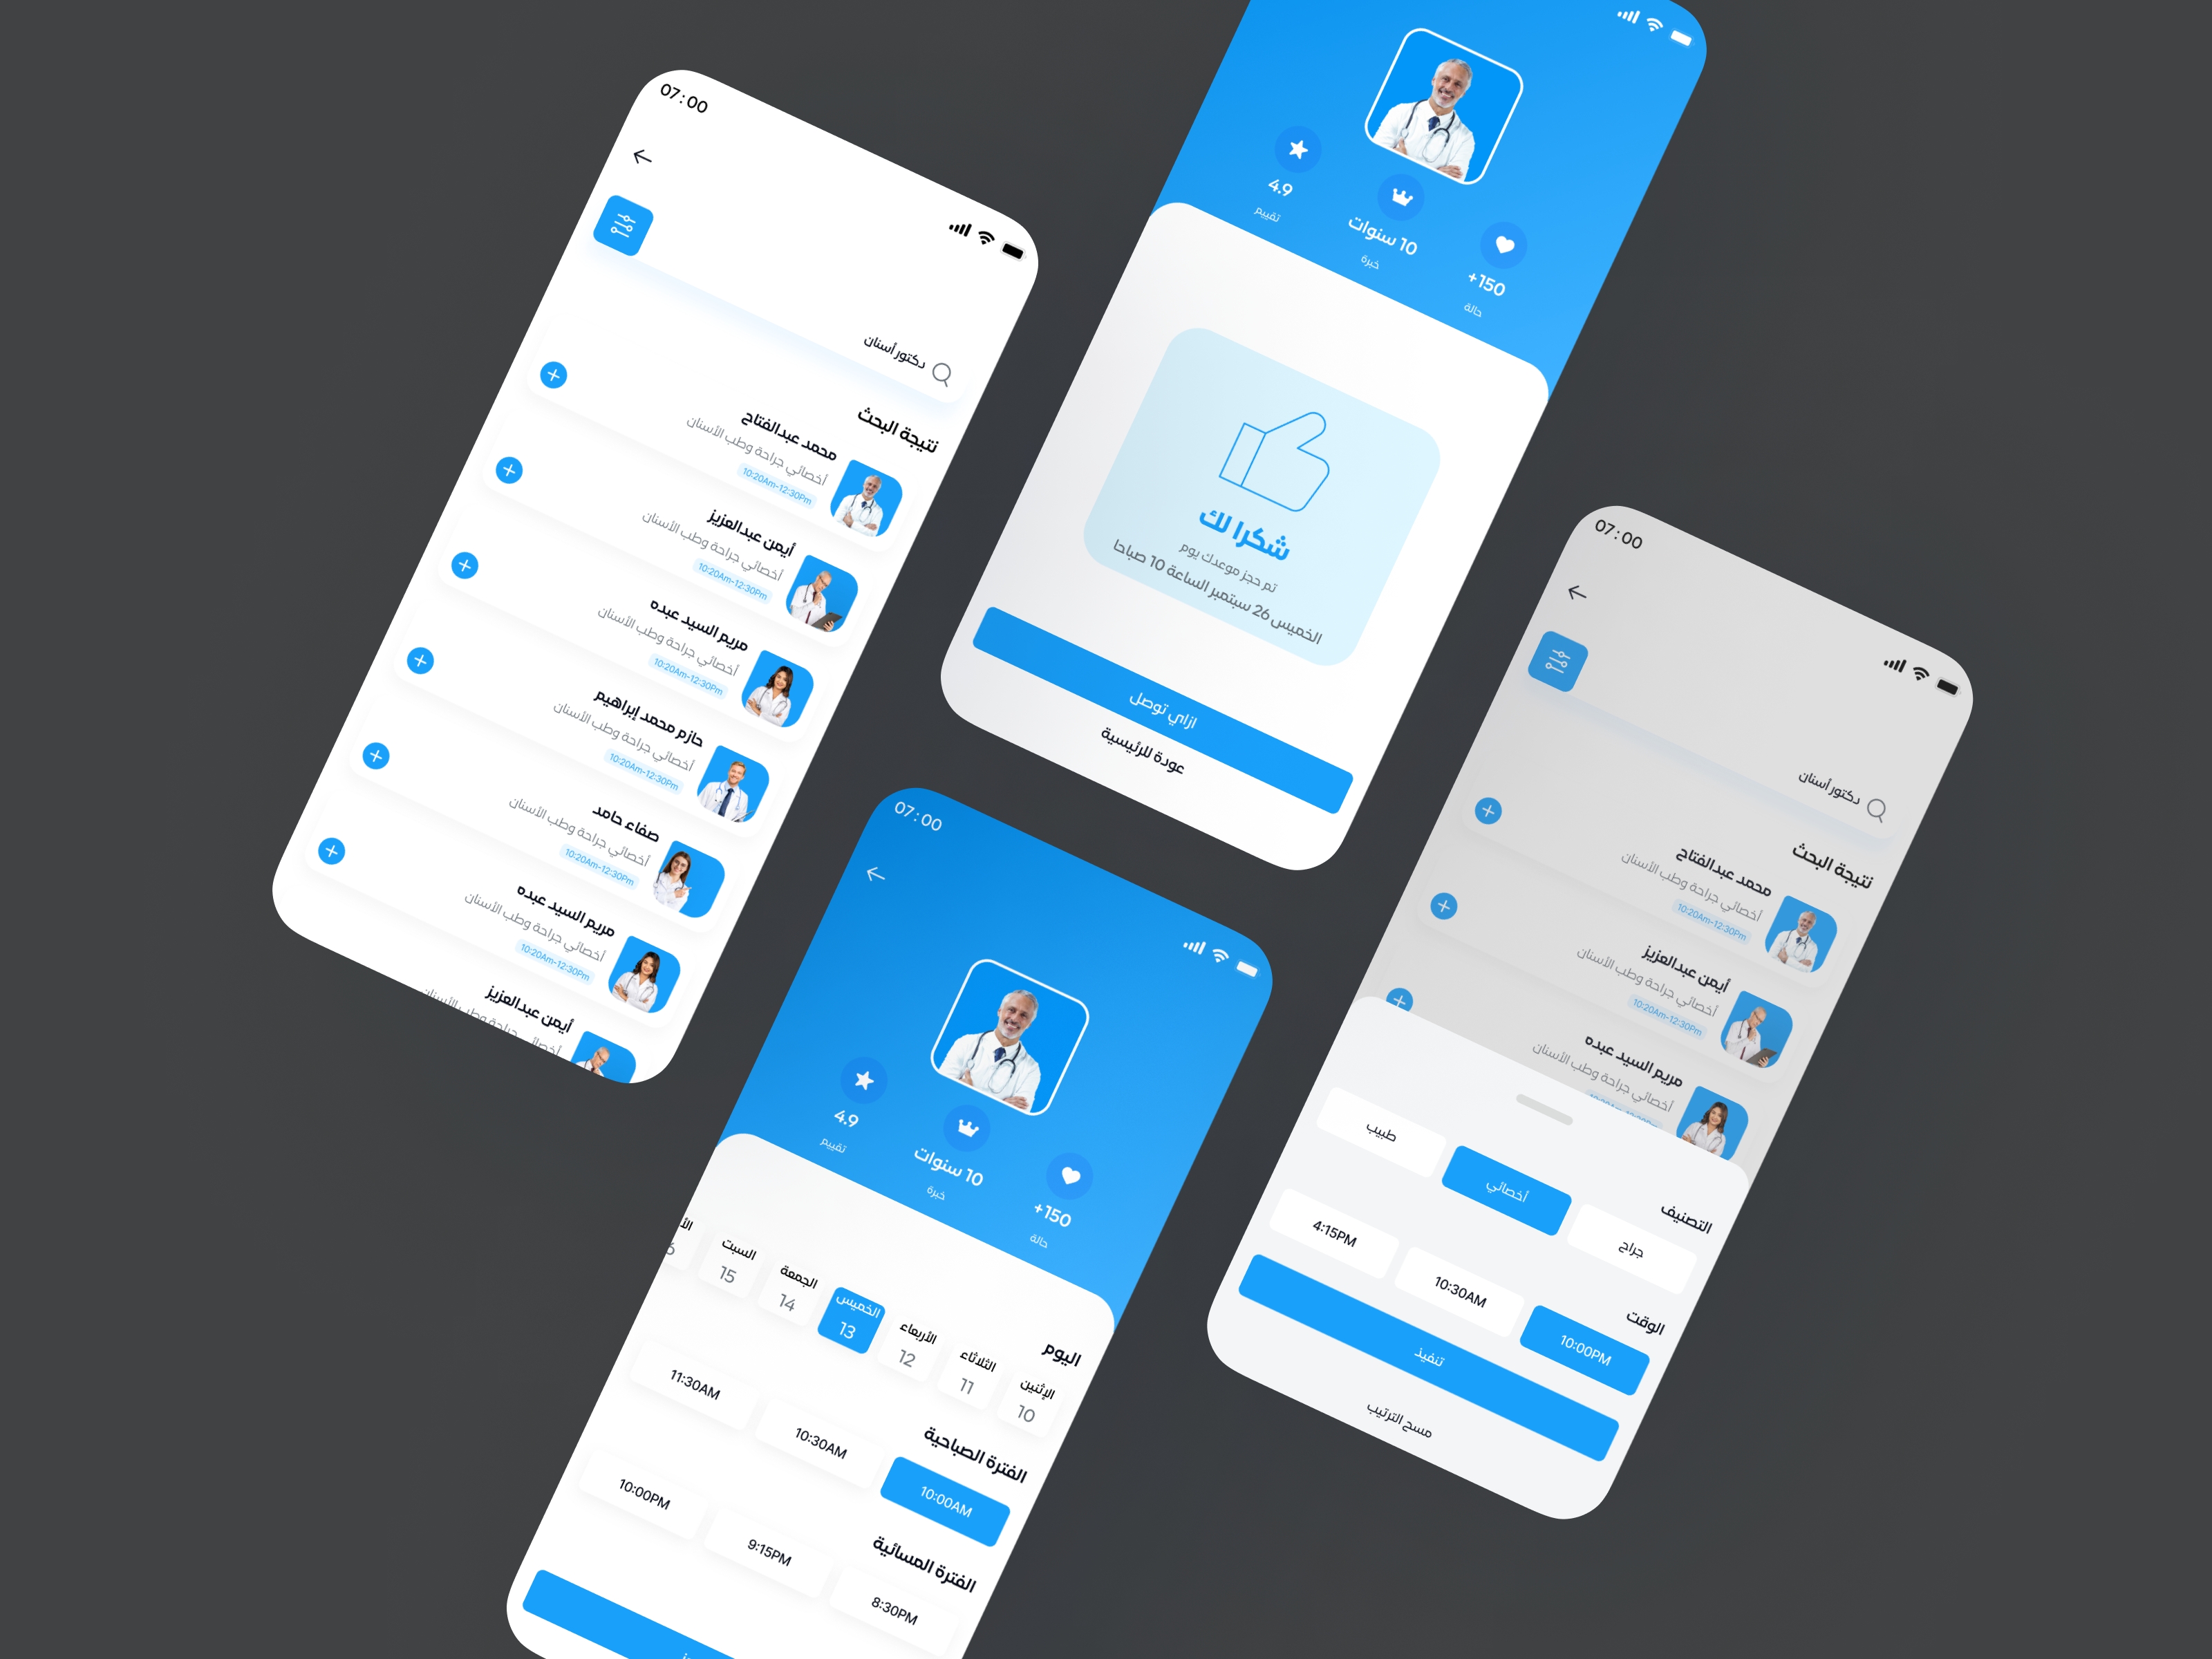 07:00
دكتور أسنان
نتيجة البحث
محمد عبدالفتاح
أخصائي جراحة وطب الأسنان
10:20Am-12:30Pm
أيمن عبدالعزيز
أخصائي جراحة وطب الأسنان
10:20Am-12:30Pm
مريم السيد عبده
أخصائي جراحة وطب الأسنان
10:20Am-12:30Pm
حازم محمد إبراهيم
أخصائي جراحة وطب الأسنان
10:20Am-12:30Pm
صفاء حامد
أخصائي جراحة وطب الأسنان
10:20Am-12:30Pm
مريم السيد عبده
أخصائي جراحة وطب الأسنان
10:20Am-12:30Pm
أيمن عبدالعزيز
أخصائي جراحة وطب الأسنان
+150
حالة
10 سنوات
خبرة
4.9
تقييم
شكرا لك
تم حجز موعدك يوم
الخميس 26 سبتمبر الساعة 10 صباحا
ازاي توصل
عودة للرئيسية
07:00
+150
حالة
10 سنوات
خبرة
4.9
تقييم
اليوم
الإثنين
10
الثلاثاء
11
الأربعاء
12
الخميس
13
الجمعة
14
السبت
15
الفترة الصباحية
10:00AM
10:30AM
11:30AM
الفترة المسائية
8:30PM
9:15PM
10:00PM
07:00
دكتور أسنان
نتيجة البحث
محمد عبدالفتاح
أخصائي جراحة وطب الأسنان
10:20Am-12:30Pm
أيمن عبدالعزيز
أخصائي جراحة وطب الأسنان
10:20Am-12:30Pm
مريم السيد عبده
أخصائي جراحة وطب الأسنان
التصنيف
جراح
أخصائي
طبيب
الوقت
10:00PM
10:30AM
4:15PM
تنفيذ
مسح الترتيب